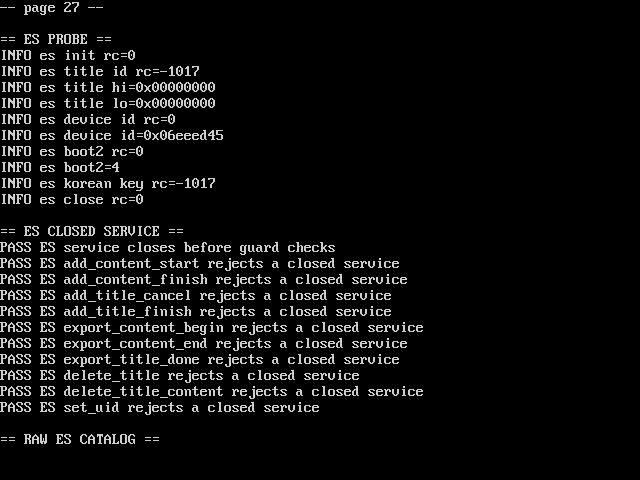 -- page 27 --
== ES PROBE ==
INFO es init rc=0
INFO es title id rc=-1017
INFO es title hi=0x00000000
INFO es title lo=0x00000000
INFO es device id rc=0
INFO es device id=0x06eeed45
INFO es boot2 rc=0
INFO es boot2=4
INFO es korean key rc=-1017
INFO es close rc=0
== ES CLOSED SERVICE ==
PASS ES service closes before guard checks
PASS ES add_content_start rejects a closed service
PASS ES add_content_finish rejects a closed service
PASS ES add_title_cancel rejects a closed service
PASS ES add_title_finish rejects a closed service
PASS ES export_content_begin rejects a closed service
PASS ES export_content_end rejects a closed service
PASS ES export_title_done rejects a closed service
PASS ES delete_title rejects a closed service
PASS ES delete_title_content rejects a closed service
PASS ES set_uid rejects a closed service
== RAW ES CATALOG ==